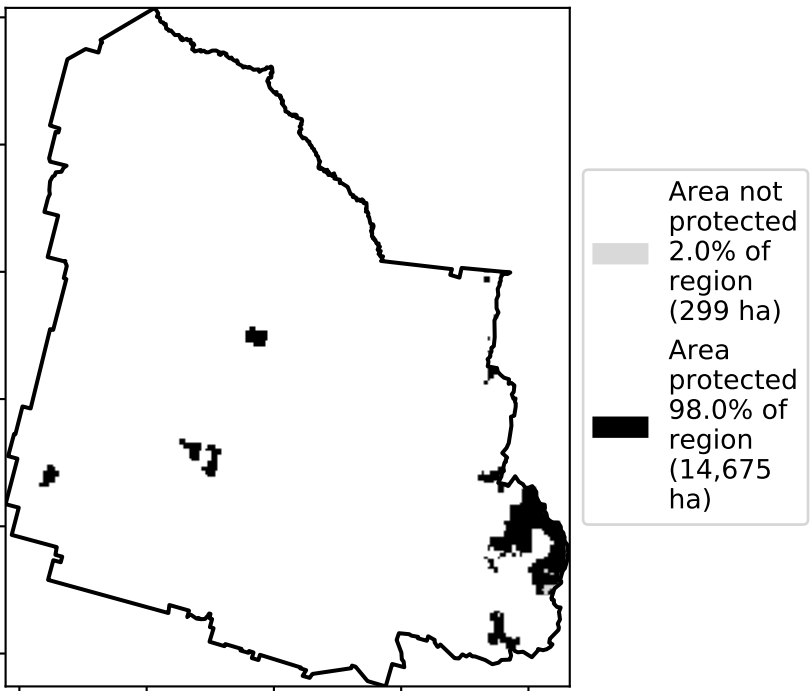 Area not
protected
2.0% of
region
(299 ha)
Area
protected
98.0% of
region
(14,675
ha)